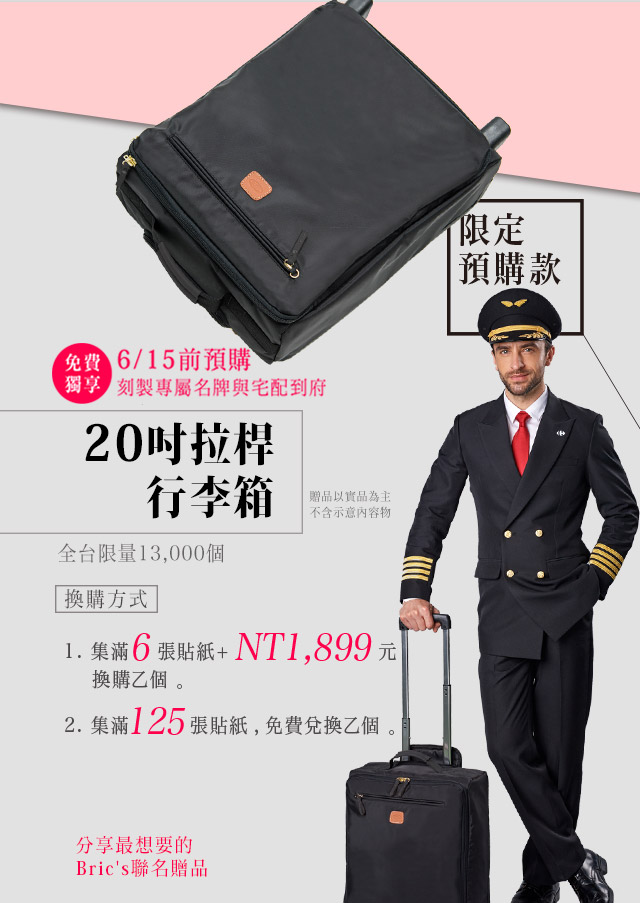 限定
預購款
免費
獨享
6/15前預購
刻製專屬名牌與宅配到府
20吋拉桿
行李箱
贈品以實品為主
不含示意內容物
全台限量13,000個
換購方式
1. 集滿6張貼紙+ NT1,899元
換購乙個。
2. 集滿125張貼紙,免費兌換乙個。
分享最想要的
Bric's聯名贈品